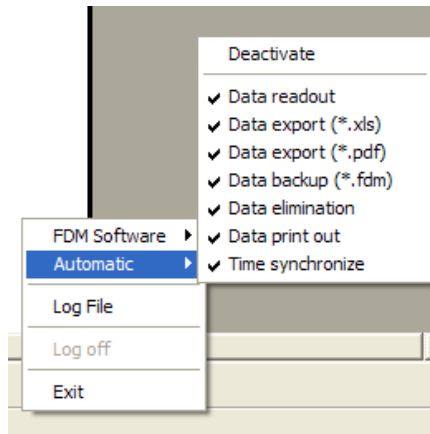 Deactivate
Data readout
Data export (*.xls)
Data export (*.pdf)
Data backup (*.fdm)
Data elimination
Data print out
Time synchronize
FDM Software
Automatic
Log File
Log off
Exit